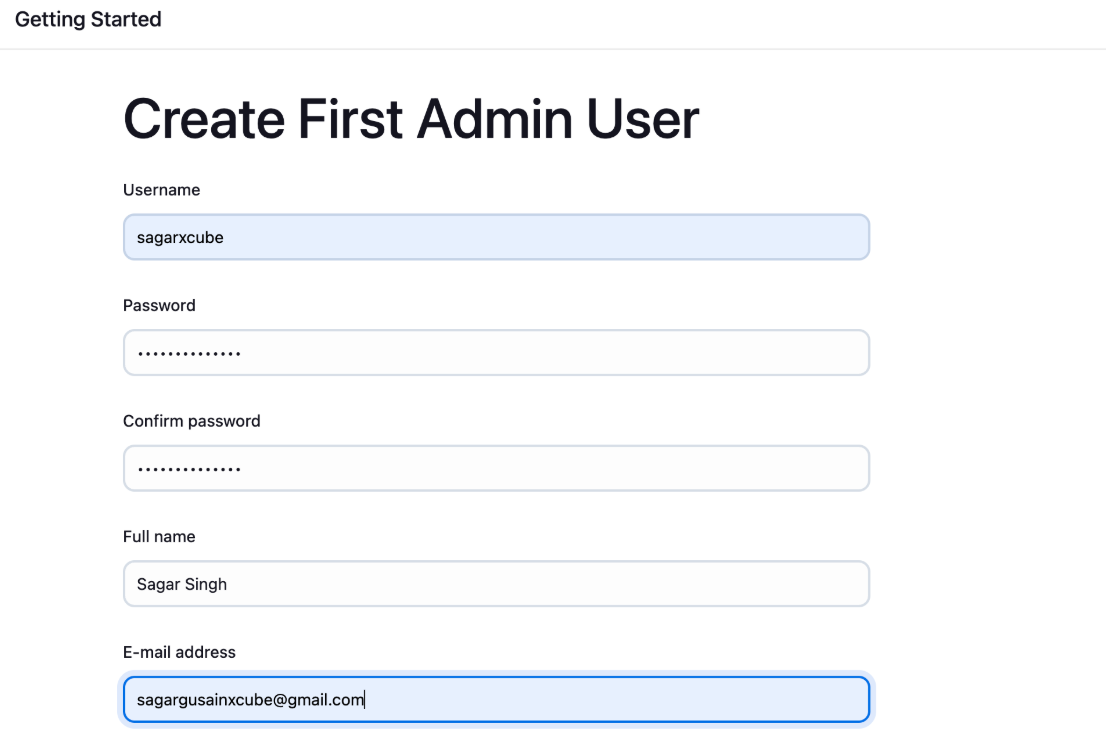 Getting Started
Create First Admin User
Username
sagarxcube
Password
••••••••••••••
Confirm password
••••••••••••••
Full name
Sagar Singh
E-mail address
sagargusainxcube@gmail.com